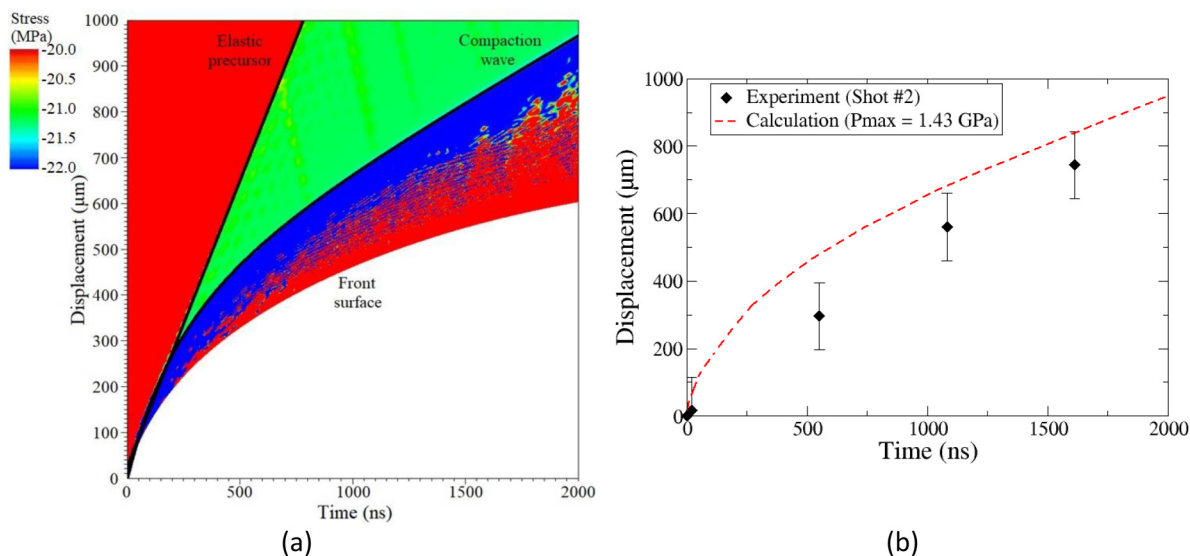 Stress
(MPa)
-20.0
-20.5
-21.0
-21.5
-22.0
1000
900
800
700
600
500
400
300
200
100
0
Displacement (μm)
Elastic
precursor
Compaction
wave
Front
surface
0
500
1000
1500
2000
Time (ns)
(a)
1000
800
600
400
200
0
Displacement (μm)
Experiment (Shot #2)
Calculation (Pmax = 1.43 GPa)
0
500
1000
1500
2000
Time (ns)
(b)